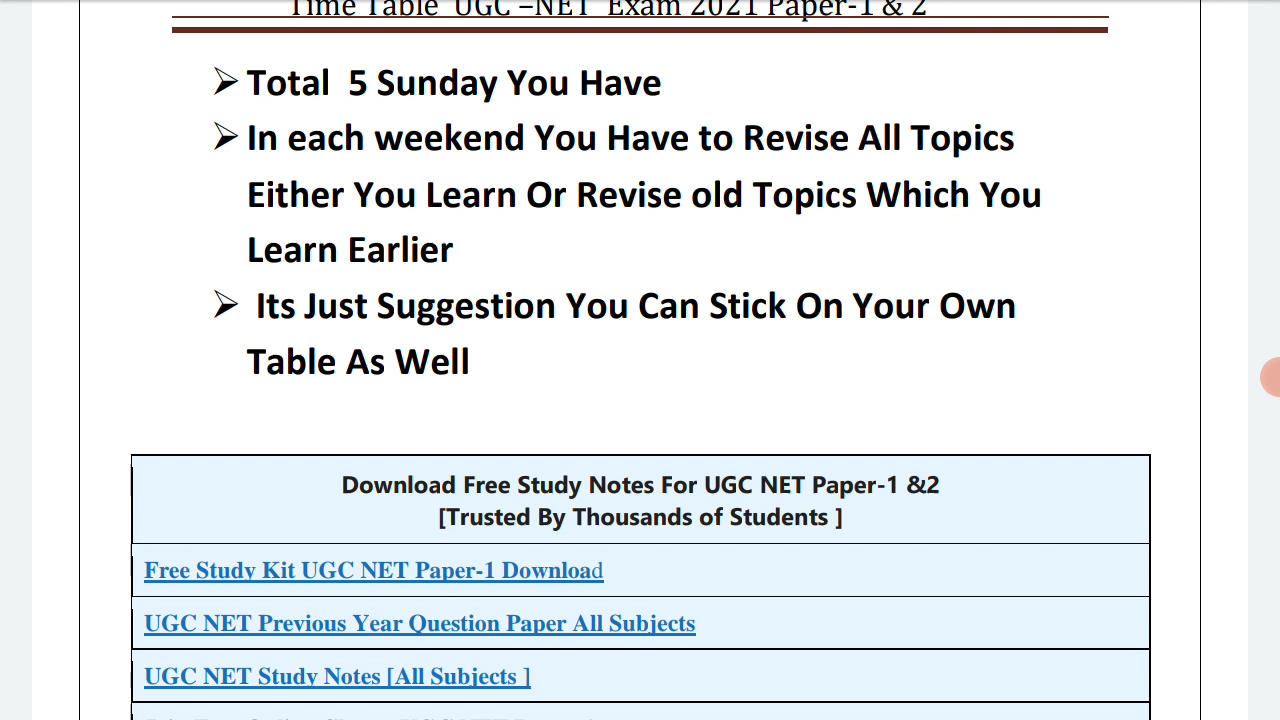 Time Table UGC –NET Exam 2021 Paper-1 & 2
➢ Total 5 Sunday You Have
➢ In each weekend You Have to Revise All Topics
Either You Learn Or Revise old Topics Which You
Learn Earlier
➢ Its Just Suggestion You Can Stick On Your Own
Table As Well
Download Free Study Notes For UGC NET Paper-1 &2
[Trusted By Thousands of Students ]
Free Study Kit UGC NET Paper-1 Download
UGC NET Previous Year Question Paper All Subjects
UGC NET Study Notes [All Subjects ]